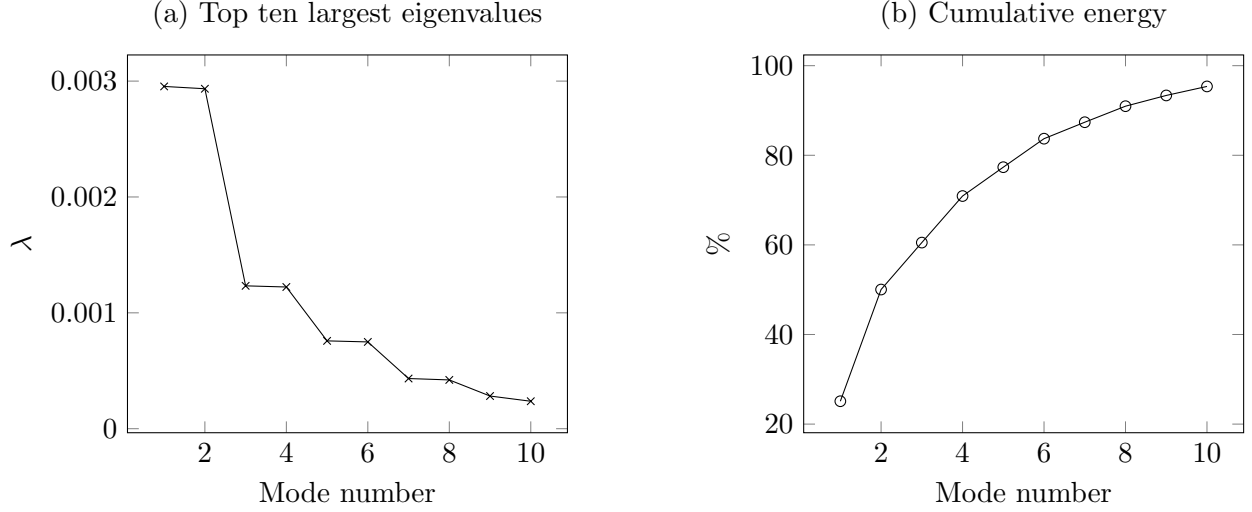 (a) Top ten largest eigenvalues
0.003
0.002
0.001
0
λ
2 4 6 8 10
Mode number
(b) Cumulative energy
100
80
60
40
20
%
2 4 6 8 10
Mode number